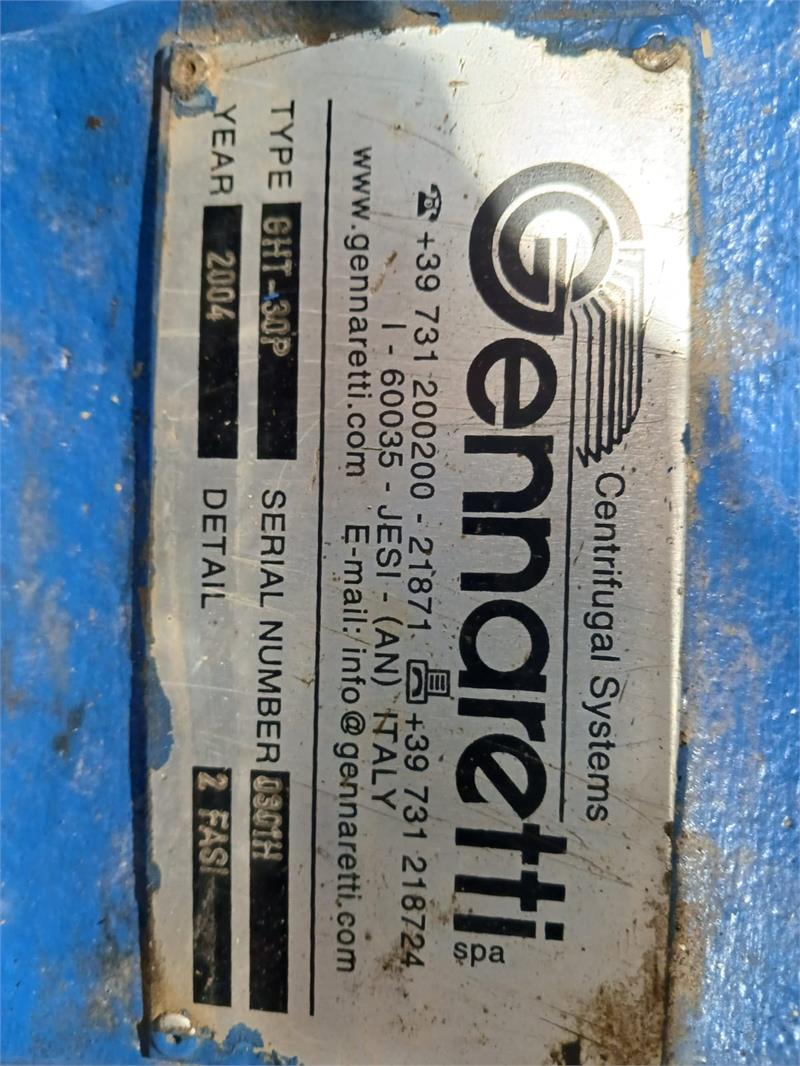 Centrifugal Systems
Gennaretti spa
☎ +39 731 200200 - 21871 📠 +39 731 218724
I - 60035 - JESI - (AN) ITALY
www.gennaretti.com E-mail: info@gennaretti.com
TYPE GHT-30P SERIAL NUMBER 0301H
YEAR 2004 DETAIL 2 FASI